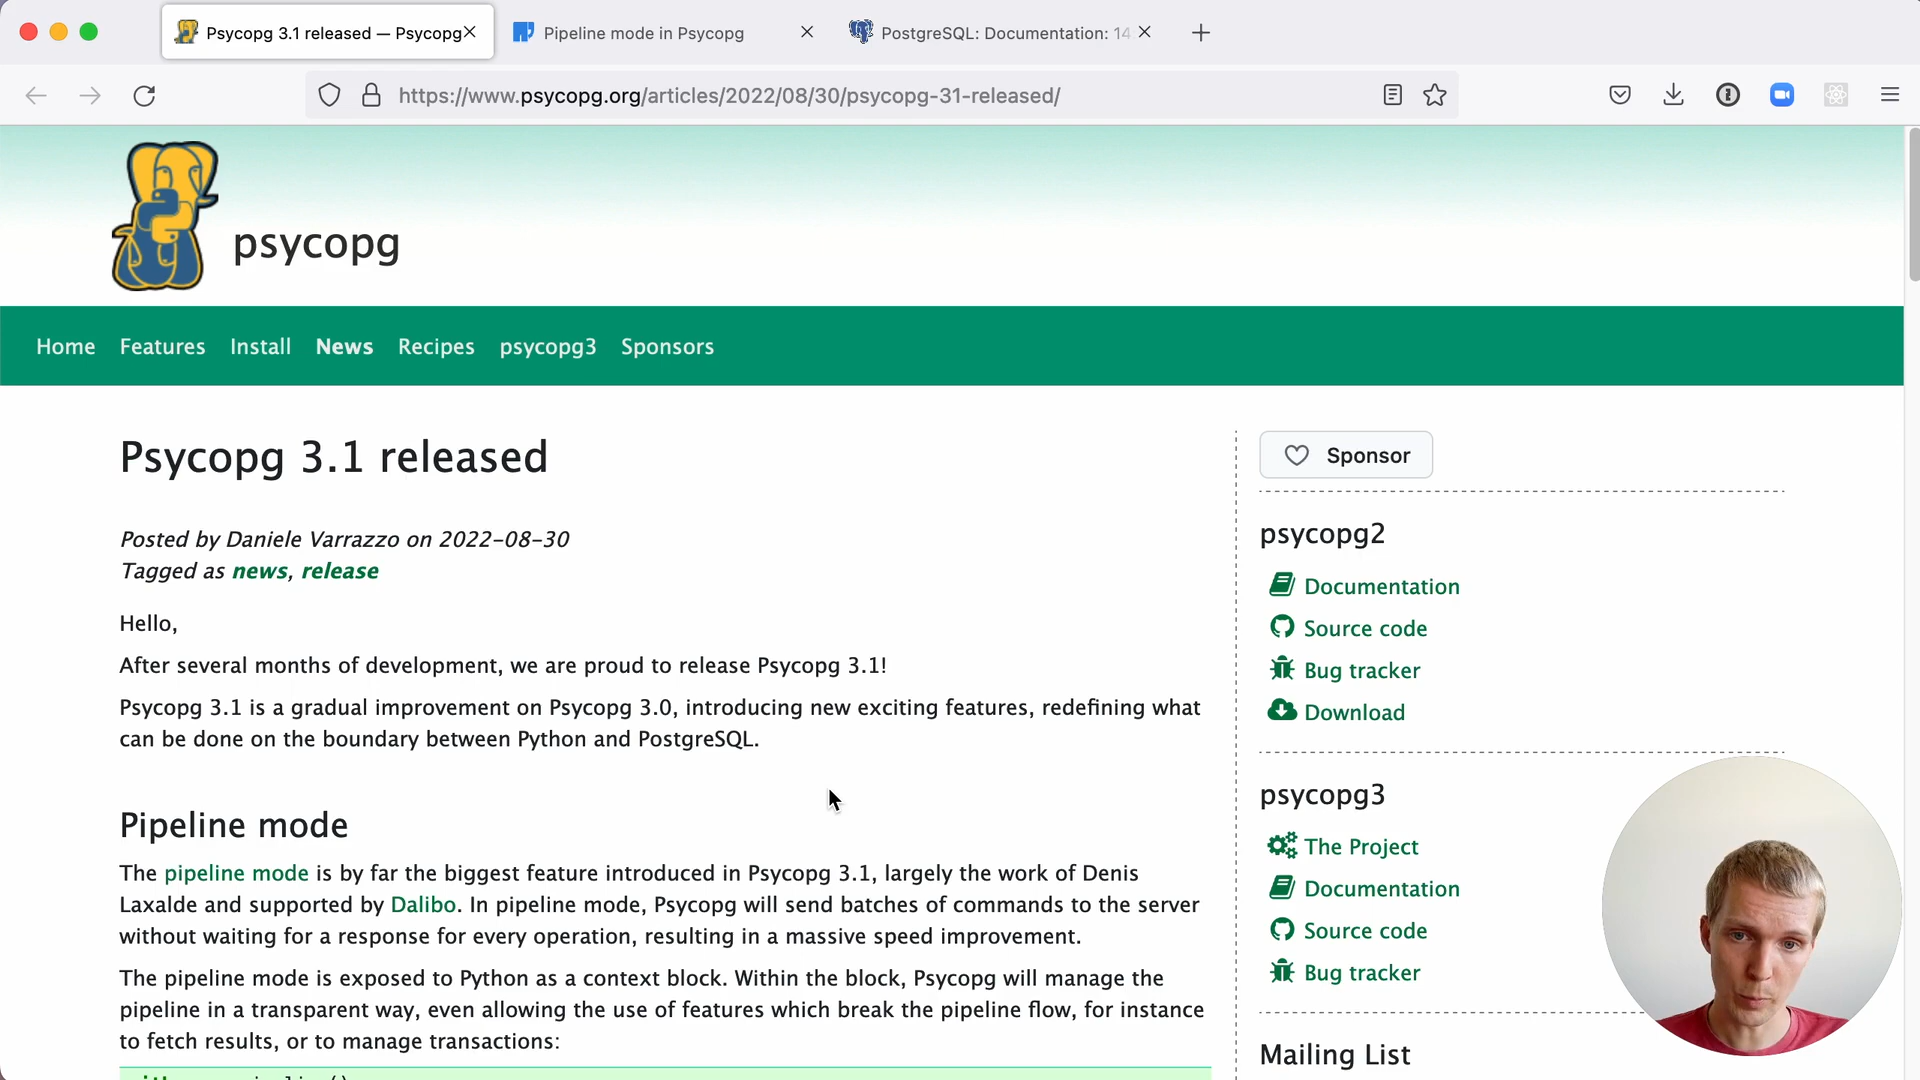 Psycopg 3.1 released — Psycopg
Pipeline mode in Psycopg
PostgreSQL: Documentation: 14
https://www.psycopg.org/articles/2022/08/30/psycopg-31-released/
psycopg
Home Features Install News Recipes psycopg3 Sponsors
Psycopg 3.1 released
Posted by Daniele Varrazzo on 2022-08-30
Tagged as news, release
Hello,
After several months of development, we are proud to release Psycopg 3.1!
Psycopg 3.1 is a gradual improvement on Psycopg 3.0, introducing new exciting features, redefining what
can be done on the boundary between Python and PostgreSQL.
Pipeline mode
The pipeline mode is by far the biggest feature introduced in Psycopg 3.1, largely the work of Denis
Laxalde and supported by Dalibo. In pipeline mode, Psycopg will send batches of commands to the server
without waiting for a response for every operation, resulting in a massive speed improvement.
The pipeline mode is exposed to Python as a context block. Within the block, Psycopg will manage the
pipeline in a transparent way, even allowing the use of features which break the pipeline flow, for instance
to fetch results, or to manage transactions:
Sponsor
psycopg2
Documentation
Source code
Bug tracker
Download
psycopg3
The Project
Documentation
Source code
Bug tracker
Mailing List